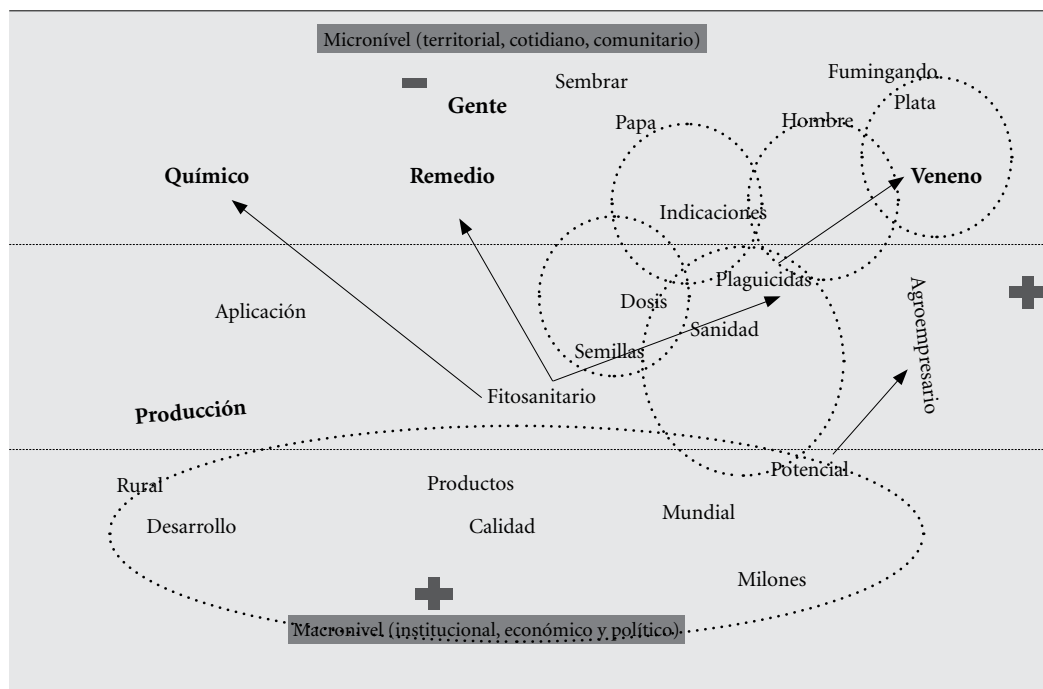 Micronível (territorial, cotidiano, comunitario)
Sembrar
Fumingando
Plata
Gente
Papa
Hombre
Químico
Remedio
Veneno
Indicaciones
Plaguicidas
Aplicación
Dosis
Agroempresario
Sanidad
Semillas
Fitosanitario
Producción
Potencial
Rural
Productos
Mundial
Desarrollo
Calidad
Milones
Macronivel (institucional, económico y político)